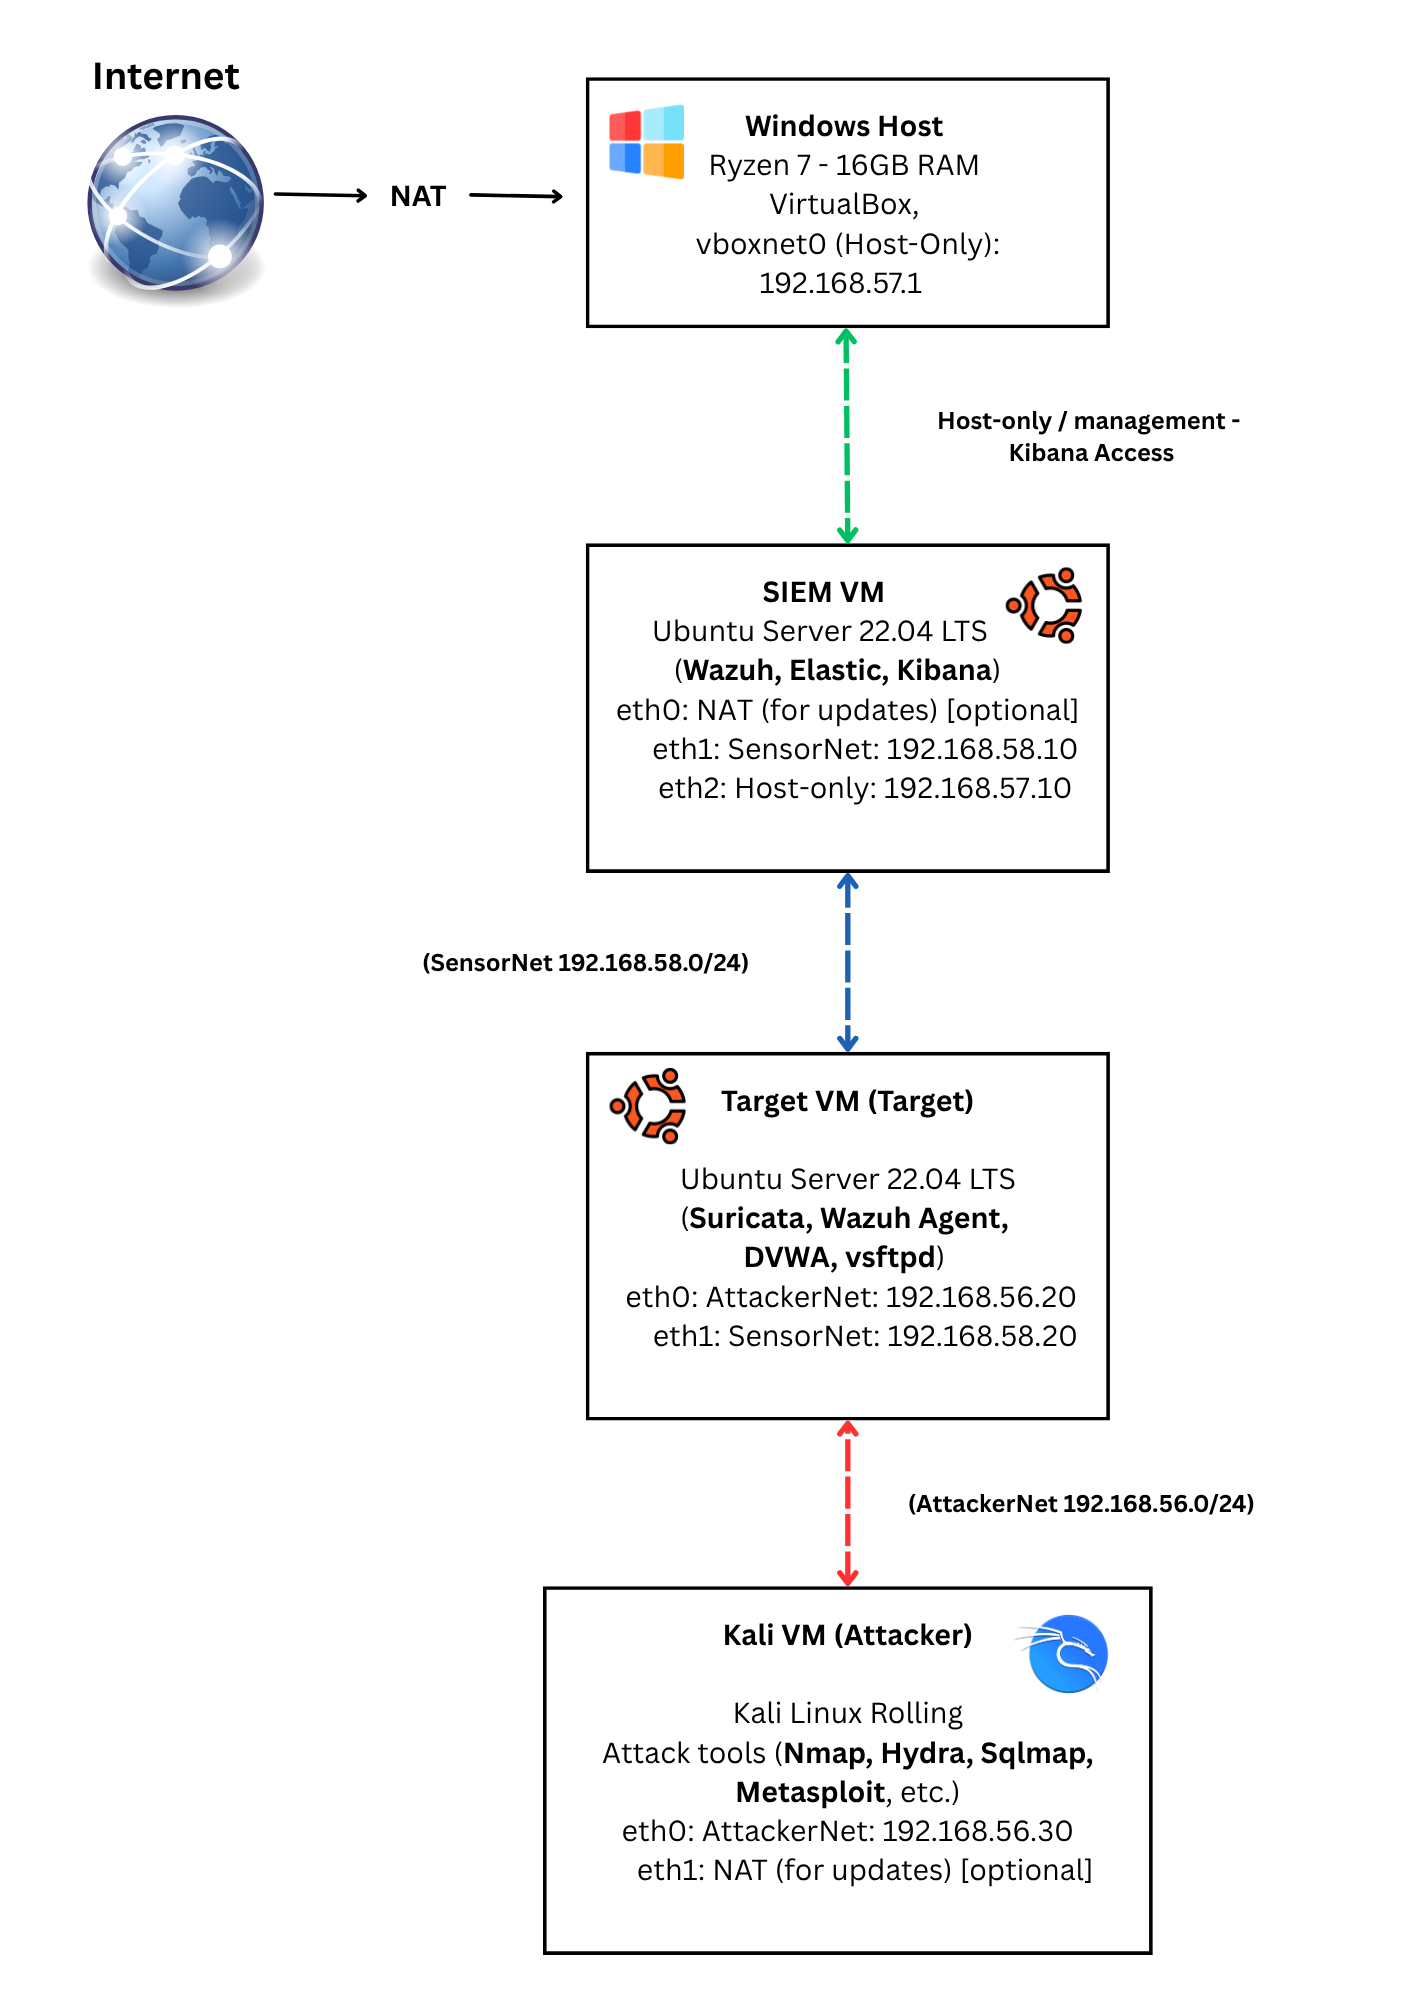 Internet
NAT
Windows Host
Ryzen 7 - 16GB RAM
VirtualBox,
vboxnet0 (Host-Only):
192.168.57.1
Host-only / management -
Kibana Access
SIEM VM
Ubuntu Server 22.04 LTS
(Wazuh, Elastic, Kibana)
eth0: NAT (for updates) [optional]
eth1: SensorNet: 192.168.58.10
eth2: Host-only: 192.168.57.10
(SensorNet 192.168.58.0/24)
Target VM (Target)
Ubuntu Server 22.04 LTS
(Suricata, Wazuh Agent,
DVWA, vsftpd)
eth0: AttackerNet: 192.168.56.20
eth1: SensorNet: 192.168.58.20
(AttackerNet 192.168.56.0/24)
Kali VM (Attacker)
Kali Linux Rolling
Attack tools (Nmap, Hydra, Sqlmap,
Metasploit, etc.)
eth0: AttackerNet: 192.168.56.30
eth1: NAT (for updates) [optional]